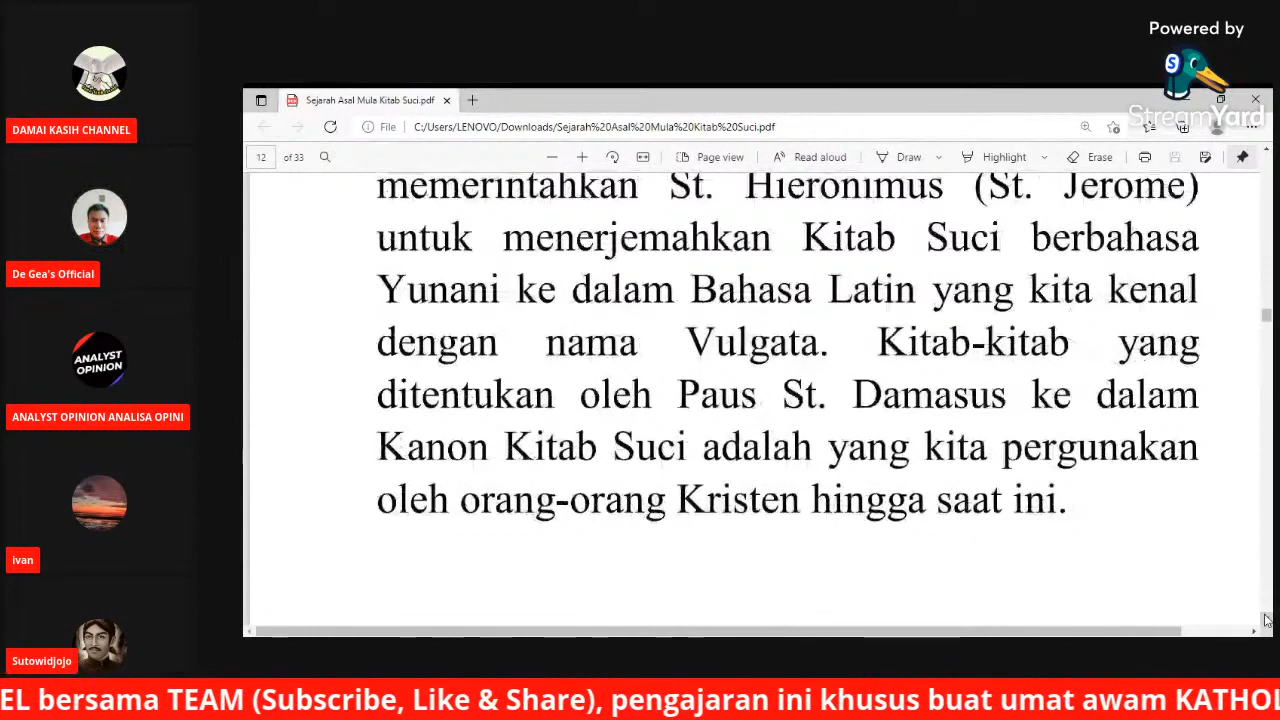 Powered by
StreamYard
DAMAI KASIH CHANNEL
De Gea's Official
ANALYST
OPINION
ANALYST OPINION ANALISA OPINI
ivan
Sutowidjojo
Sejarah Asal Mula Kitab Suci.pdf
File C:/Users/LENOVO/Downloads/Sejarah%20Asal%20Mula%20Kitab%20Suci.pdf
12 of 33 Page view Read aloud Draw Highlight Erase
memerintahkan St. Hieronimus (St. Jerome)
untuk menerjemahkan Kitab Suci berbahasa
Yunani ke dalam Bahasa Latin yang kita kenal
dengan nama Vulgata. Kitab-kitab yang
ditentukan oleh Paus St. Damasus ke dalam
Kanon Kitab Suci adalah yang kita pergunakan
oleh orang-orang Kristen hingga saat ini.
EL bersama TEAM (Subscribe, Like & Share), pengajaran ini khusus buat umat awam KATHOL